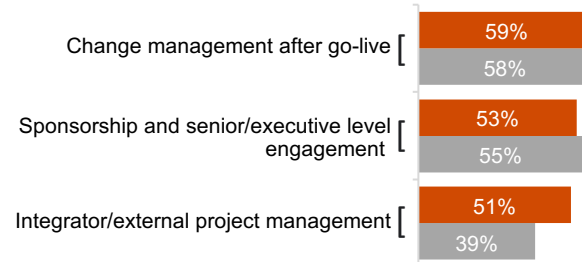 59%
Change management after go-live
58%
53%
Sponsorship and senior/executive level
engagement
55%
51%
Integrator/external project management
39%